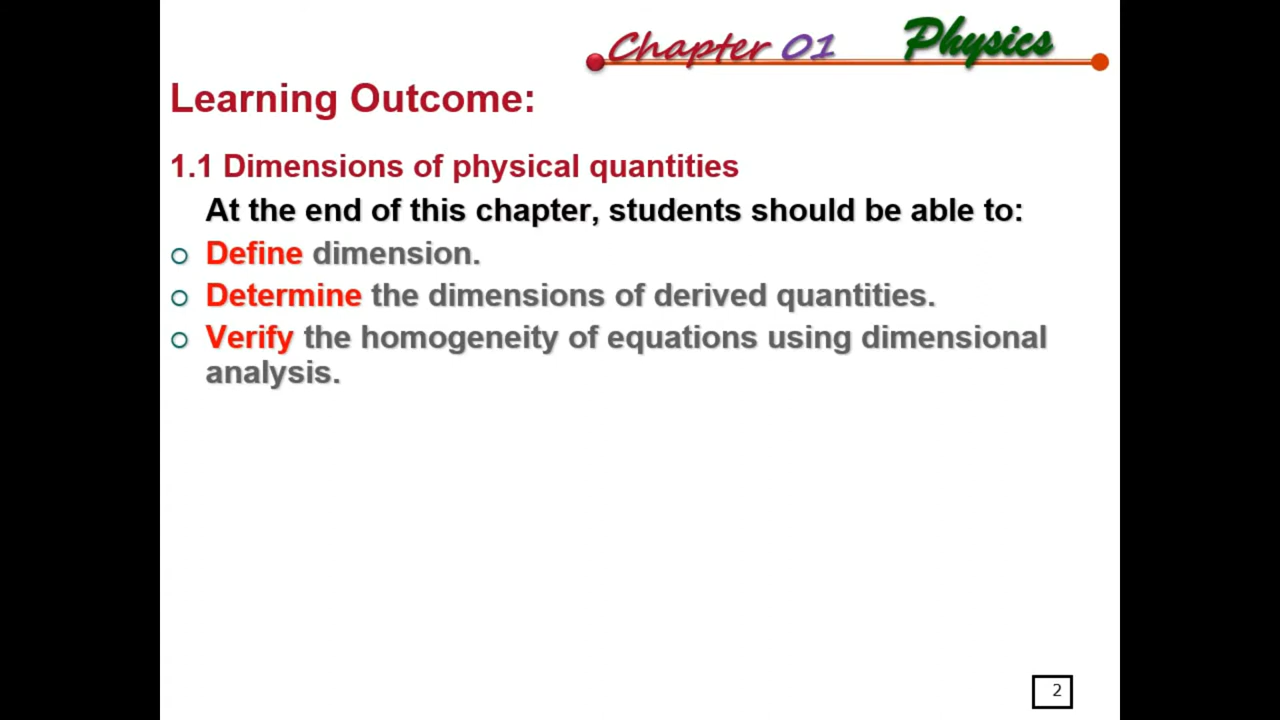 Chapter 01 Physics
Learning Outcome:
1.1 Dimensions of physical quantities
At the end of this chapter, students should be able to:
Define dimension.
Determine the dimensions of derived quantities.
Verify the homogeneity of equations using dimensional
analysis.
2